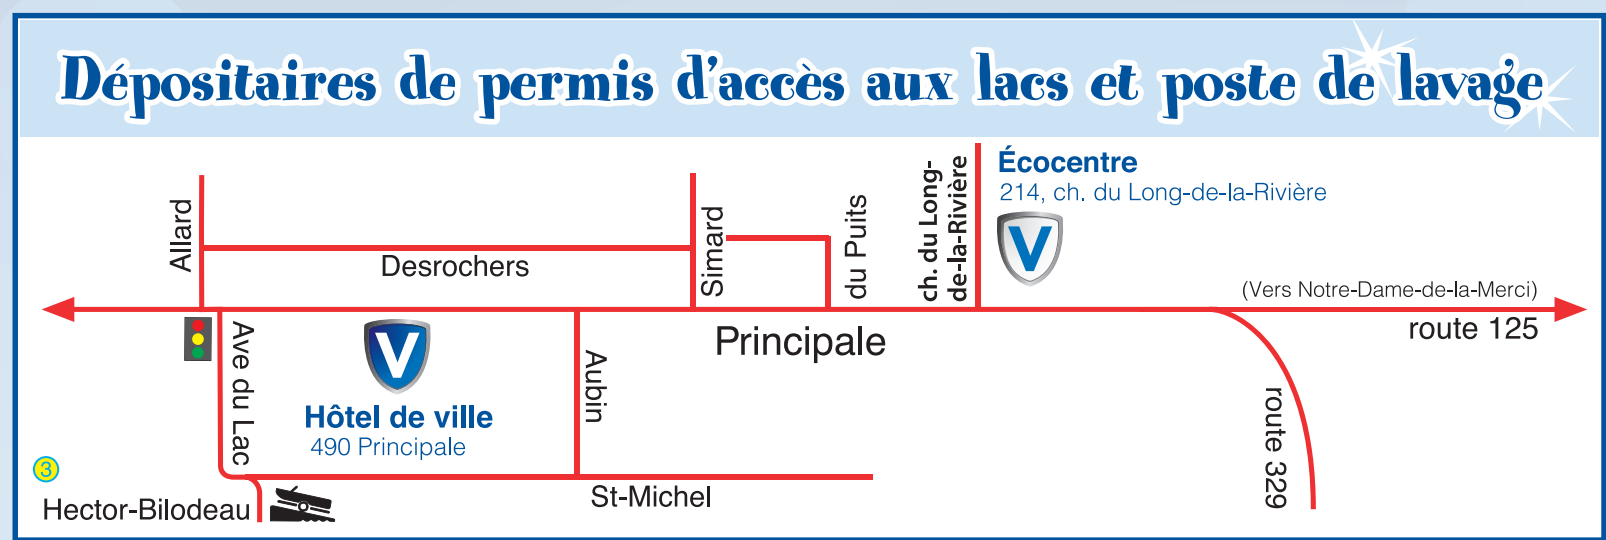 Dépositaires de permis d'accès aux lacs et poste de lavage
Écocentre
214, ch. du Long-de-la-Rivière
V
ch. du Long-
de-la-Rivière
Allard
Desrochers
Simard
du Puits
(Vers Notre-Dame-de-la-Merci)
route 125
Principale
Ave du Lac
V
Hôtel de ville
490 Principale
Aubin
route 329
3
Hector-Bilodeau
St-Michel